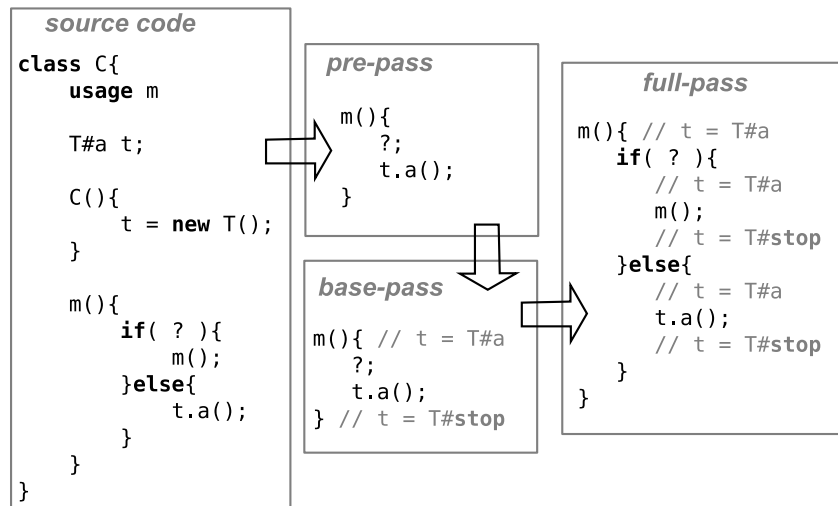 source code
class C{
    usage m
    T#a t;
    C(){
        t = new T();
    }
    m(){
        if( ? ){
            m();
        }else{
            t.a();
        }
    }
}
pre-pass
m(){
    ?;
    t.a();
}
base-pass
m(){ // t = T#a
    ?;
    t.a();
} // t = T#stop
full-pass
m(){ // t = T#a
    if( ? ){
        // t = T#a
        m();
        // t = T#stop
    }else{
        // t = T#a
        t.a();
        // t = T#stop
    }
}